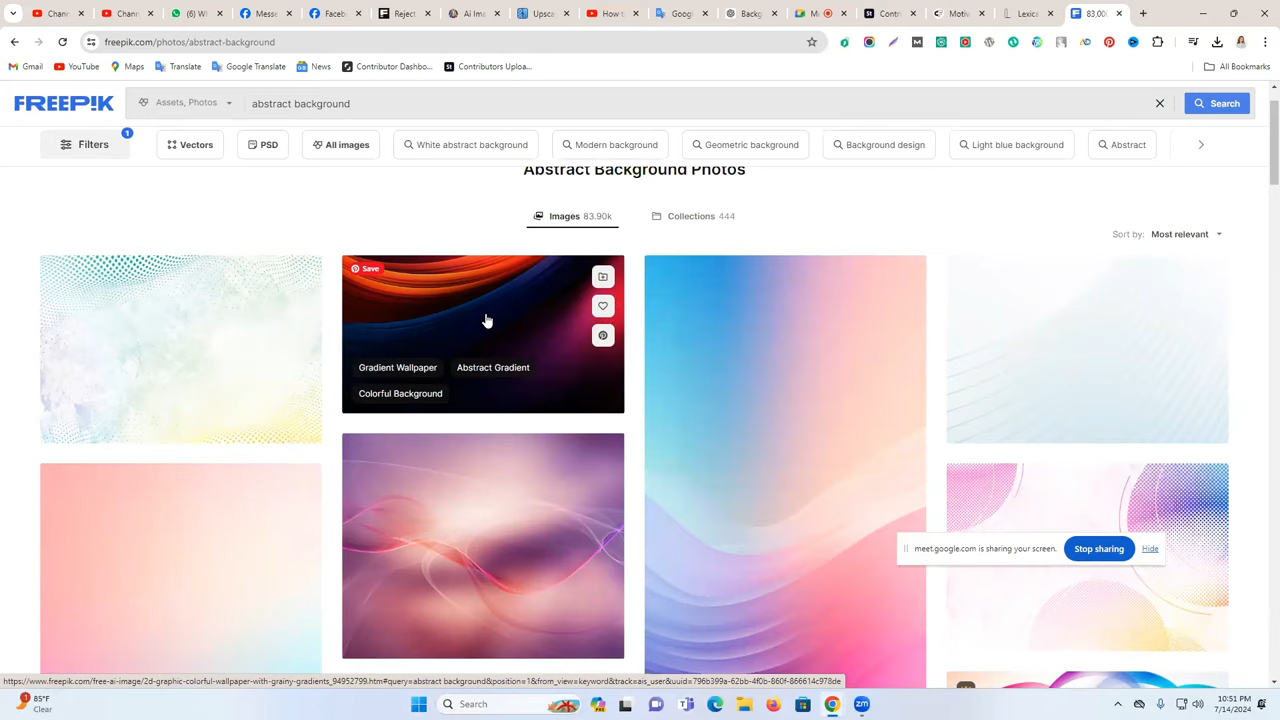 Chann
Chann
(6) W
Messe
Faceb
Reject
Ai Ima
Upsca
How t
Googl
Backg
Me
Contri
Motiv
Lexica
83,00
freepik.com/photos/abstract-background
Gmail
YouTube
Maps
Translate
Google Translate
News
Contributor Dashbo...
Contributors Uploa...
All Bookmarks
FREEPIK
Assets, Photos
abstract background
Search
Filters
1
Vectors
PSD
All images
White abstract background
Modern background
Geometric background
Background design
Light blue background
Abstract
Abstract Background Photos
Images 83.90k
Collections 444
Sort by: Most relevant
Save
Gradient Wallpaper
Abstract Gradient
Colorful Background
meet.google.com is sharing your screen.
Stop sharing
Hide
https://www.freepik.com/free-ai-image/2d-graphic-colorful-wallpaper-with-grainy-gradients_94952799.htm#query=abstract background&position=1&from_view=keyword&track=ais_user&uuid=796b399a-62bb-4f0b-860f-866614c978de
1
85°F
Clear
Search
10:51 PM
7/14/2024